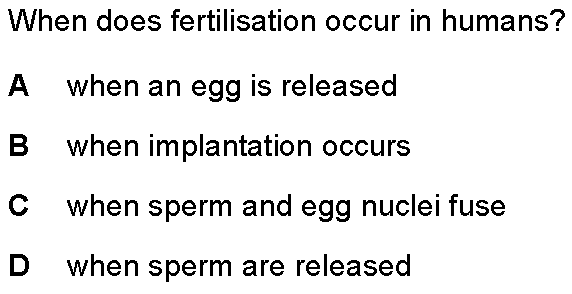 When does fertilisation occur in humans?
A when an egg is released
B when implantation occurs
C when sperm and egg nuclei fuse
D when sperm are released